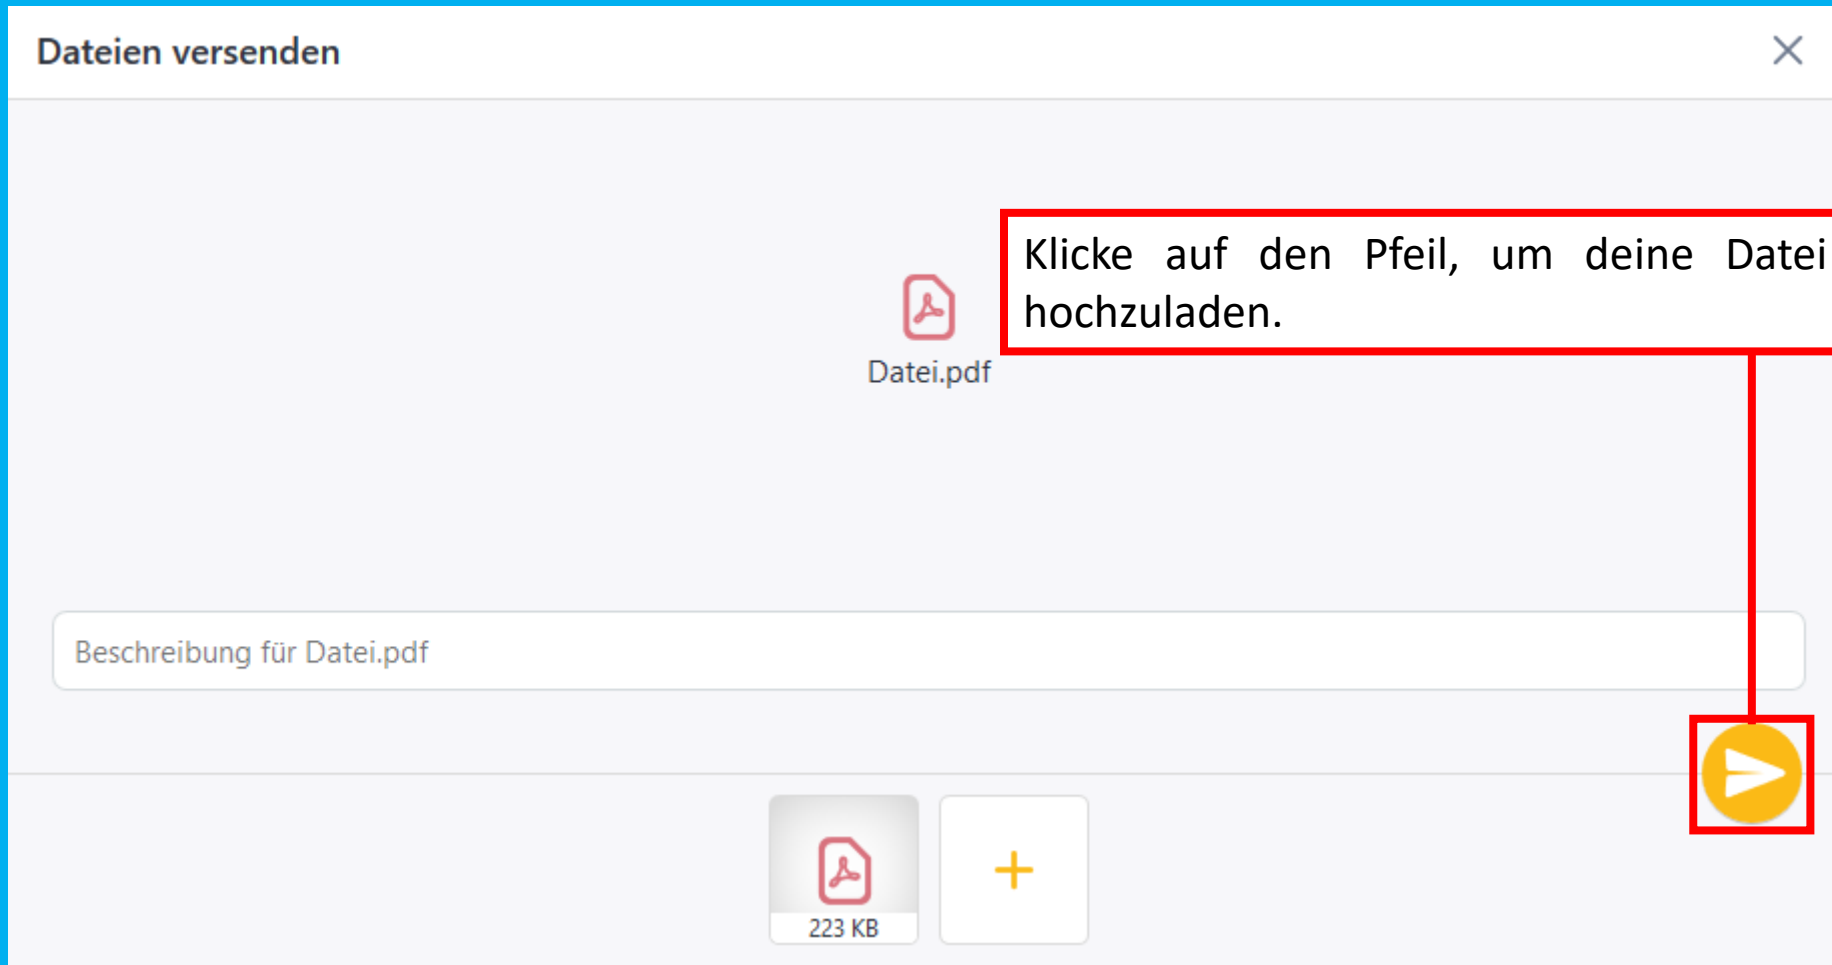 Dateien versenden
Klicke auf den Pfeil, um deine Datei
hochzuladen.
Datei.pdf
Beschreibung für Datei.pdf
223 KB